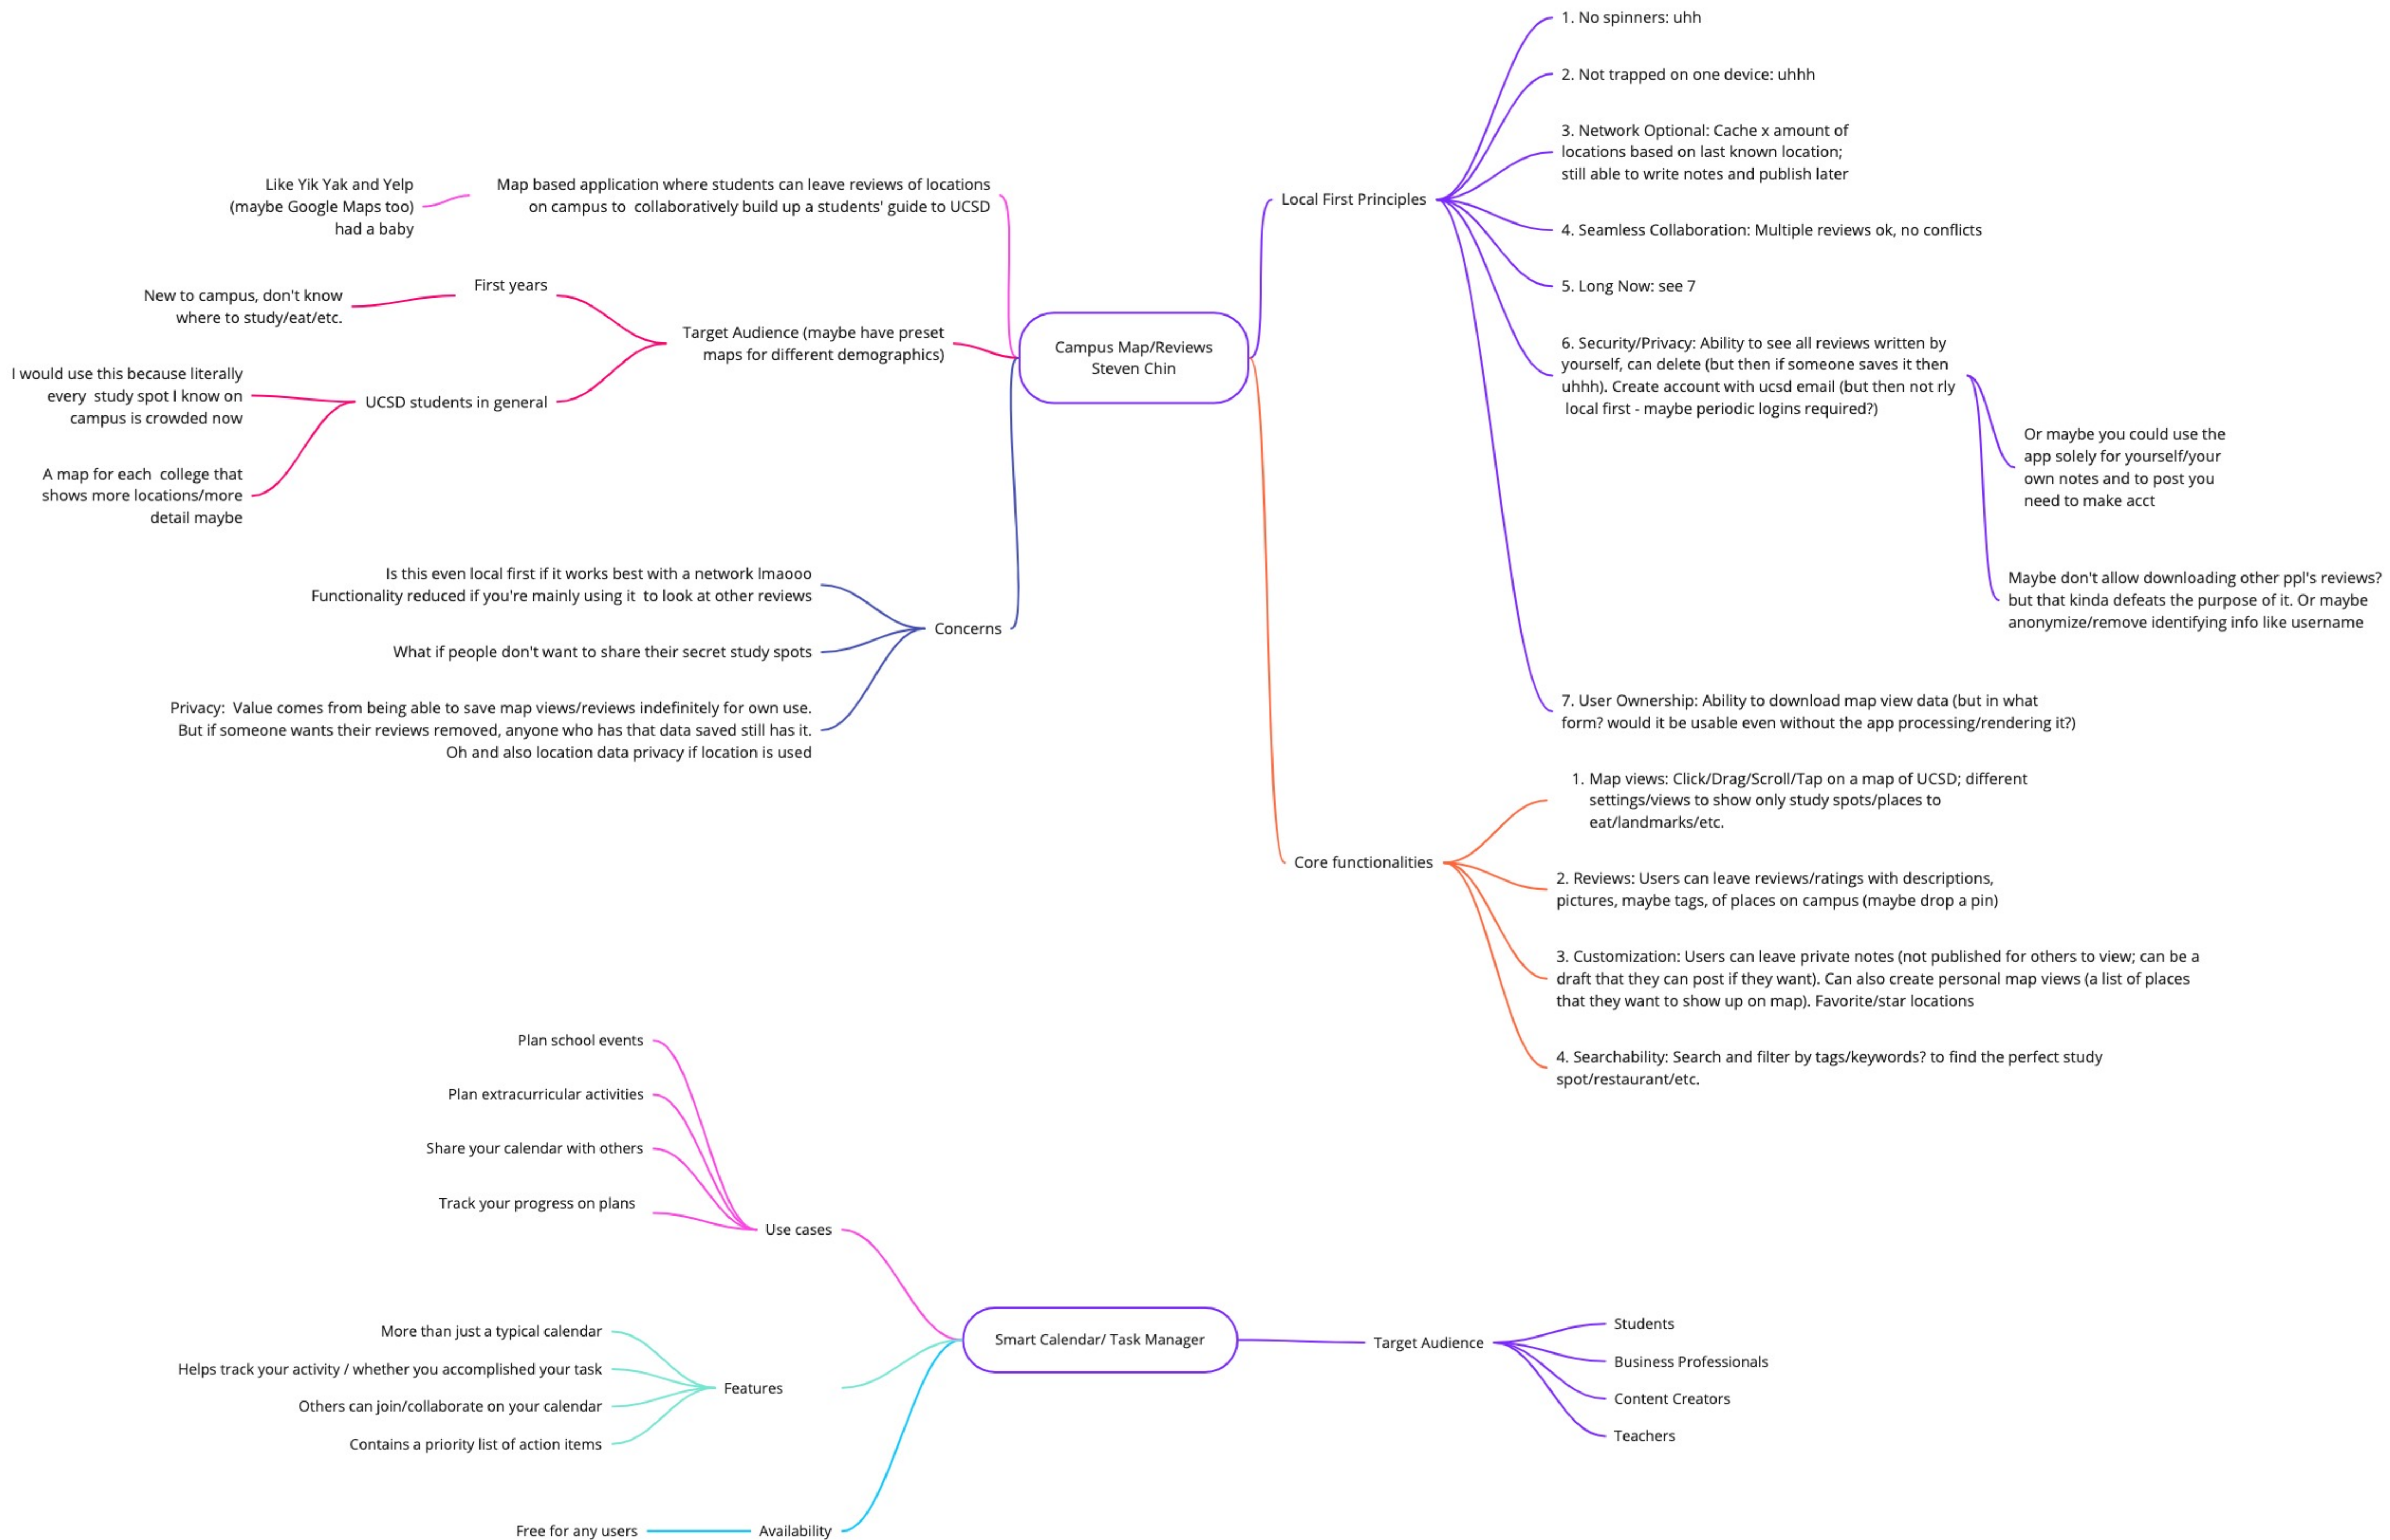 Campus Map/Reviews
Steven Chin
Map based application where students can leave reviews of locations
on campus to  collaboratively build up a students' guide to UCSD
Like Yik Yak and Yelp
(maybe Google Maps too)
had a baby
Target Audience (maybe have preset
maps for different demographics)
First years
New to campus, don't know
where to study/eat/etc.
UCSD students in general
I would use this because literally
every  study spot I know on
campus is crowded now
A map for each  college that
shows more locations/more
detail maybe
Concerns
Is this even local first if it works best with a network lmaooo
Functionality reduced if you're mainly using it  to look at other reviews
What if people don't want to share their secret study spots
Privacy:  Value comes from being able to save map views/reviews indefinitely for own use.
But if someone wants their reviews removed, anyone who has that data saved still has it.
Oh and also location data privacy if location is used
Local First Principles
1. No spinners: uhh
2. Not trapped on one device: uhhh
3. Network Optional: Cache x amount of
locations based on last known location;
still able to write notes and publish later
4. Seamless Collaboration: Multiple reviews ok, no conflicts
5. Long Now: see 7
6. Security/Privacy: Ability to see all reviews written by
yourself, can delete (but then if someone saves it then
uhhh). Create account with ucsd email (but then not rly
local first - maybe periodic logins required?)
Or maybe you could use the
app solely for yourself/your
own notes and to post you
need to make acct
Maybe don't allow downloading other ppl's reviews?
but that kinda defeats the purpose of it. Or maybe
anonymize/remove identifying info like username
7. User Ownership: Ability to download map view data (but in what
form? would it be usable even without the app processing/rendering it?)
Core functionalities
1. Map views: Click/Drag/Scroll/Tap on a map of UCSD; different
settings/views to show only study spots/places to
eat/landmarks/etc.
2. Reviews: Users can leave reviews/ratings with descriptions,
pictures, maybe tags, of places on campus (maybe drop a pin)
3. Customization: Users can leave private notes (not published for others to view; can be a
draft that they can post if they want). Can also create personal map views (a list of places
that they want to show up on map). Favorite/star locations
4. Searchability: Search and filter by tags/keywords? to find the perfect study
spot/restaurant/etc.
Smart Calendar/ Task Manager
Use cases
Plan school events
Plan extracurricular activities
Share your calendar with others
Track your progress on plans
Features
More than just a typical calendar
Helps track your activity / whether you accomplished your task
Others can join/collaborate on your calendar
Contains a priority list of action items
Availability
Free for any users
Target Audience
Students
Business Professionals
Content Creators
Teachers